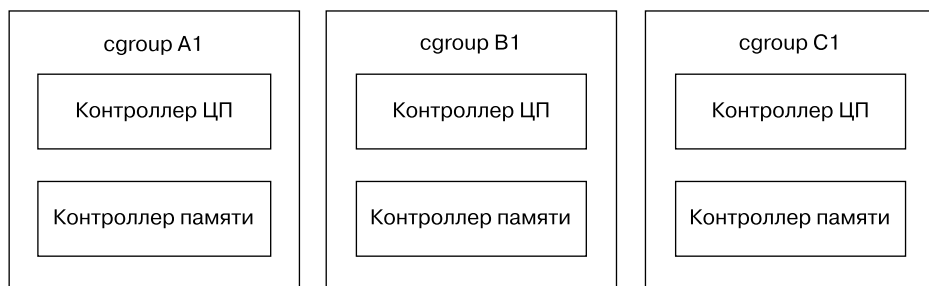 cgroup A1
Контроллер ЦП
Контроллер памяти
cgroup B1
Контроллер ЦП
Контроллер памяти
cgroup C1
Контроллер ЦП
Контроллер памяти